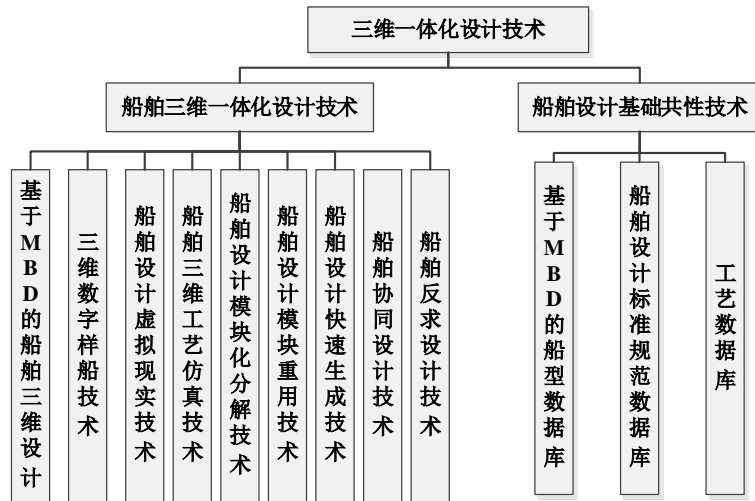 三维一体化设计技术
船舶三维一体化设计技术
船舶设计基础共性技术
基于MBD的船舶三维设计
三维数字样船技术
船舶设计虚拟现实技术
船舶三维工艺仿真技术
船舶设计模块化分解技术
船舶设计模块重用技术
船舶设计快速生成技术
船舶协同设计技术
船舶反求设计技术
基于MBD的船型数据库
船舶设计标准规范数据库
工艺数据库